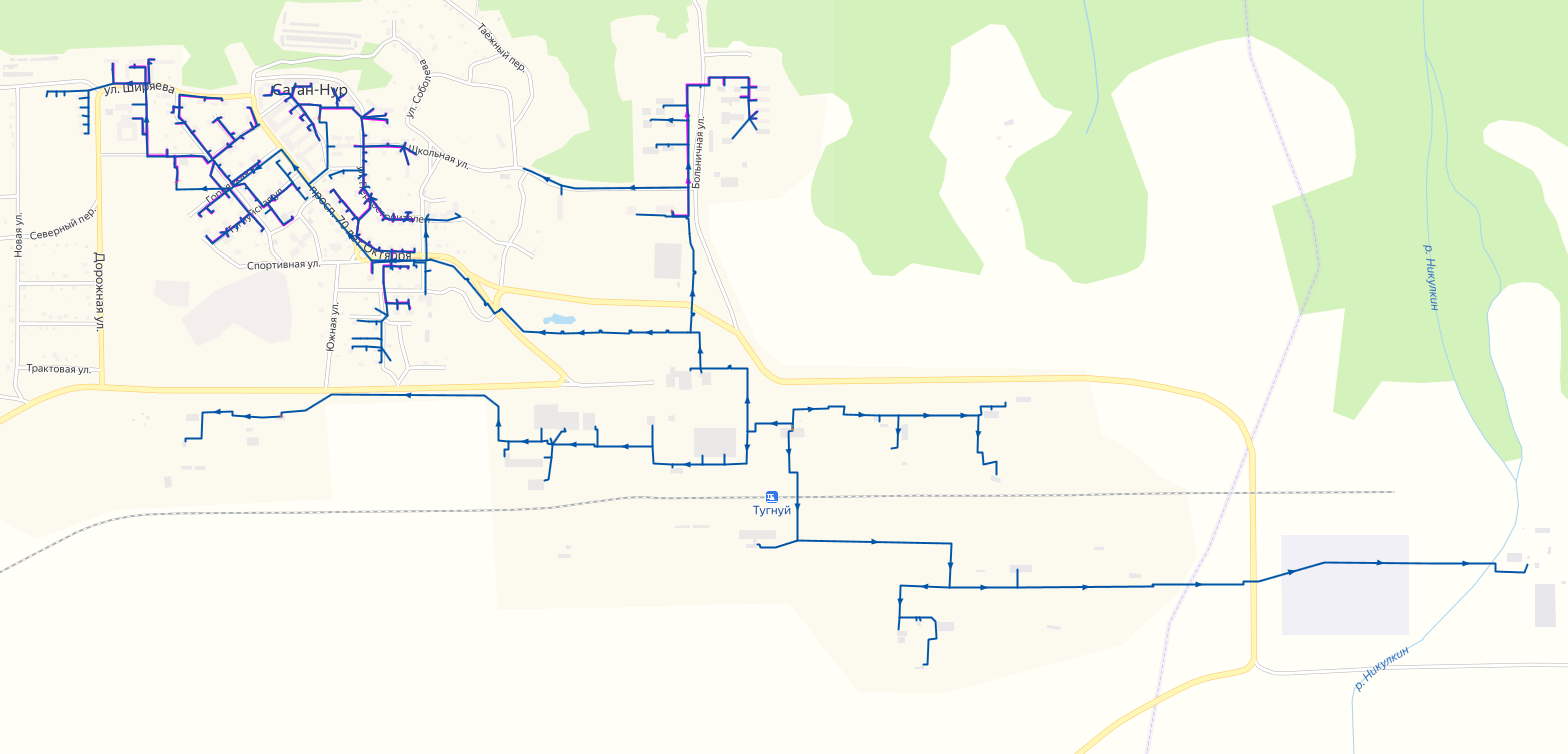 Таёжный пер.
ул. Соболева
ул. Ширяева
Саган-Нур
Школьная ул.
Больничная ул.
просп. 70 лет Октября
Новая ул.
Северный пер.
Дорожная ул.
Спортивная ул.
Южная ул.
Трактовая ул.
р. Никулкин
Тугнуй
р. Никулкин